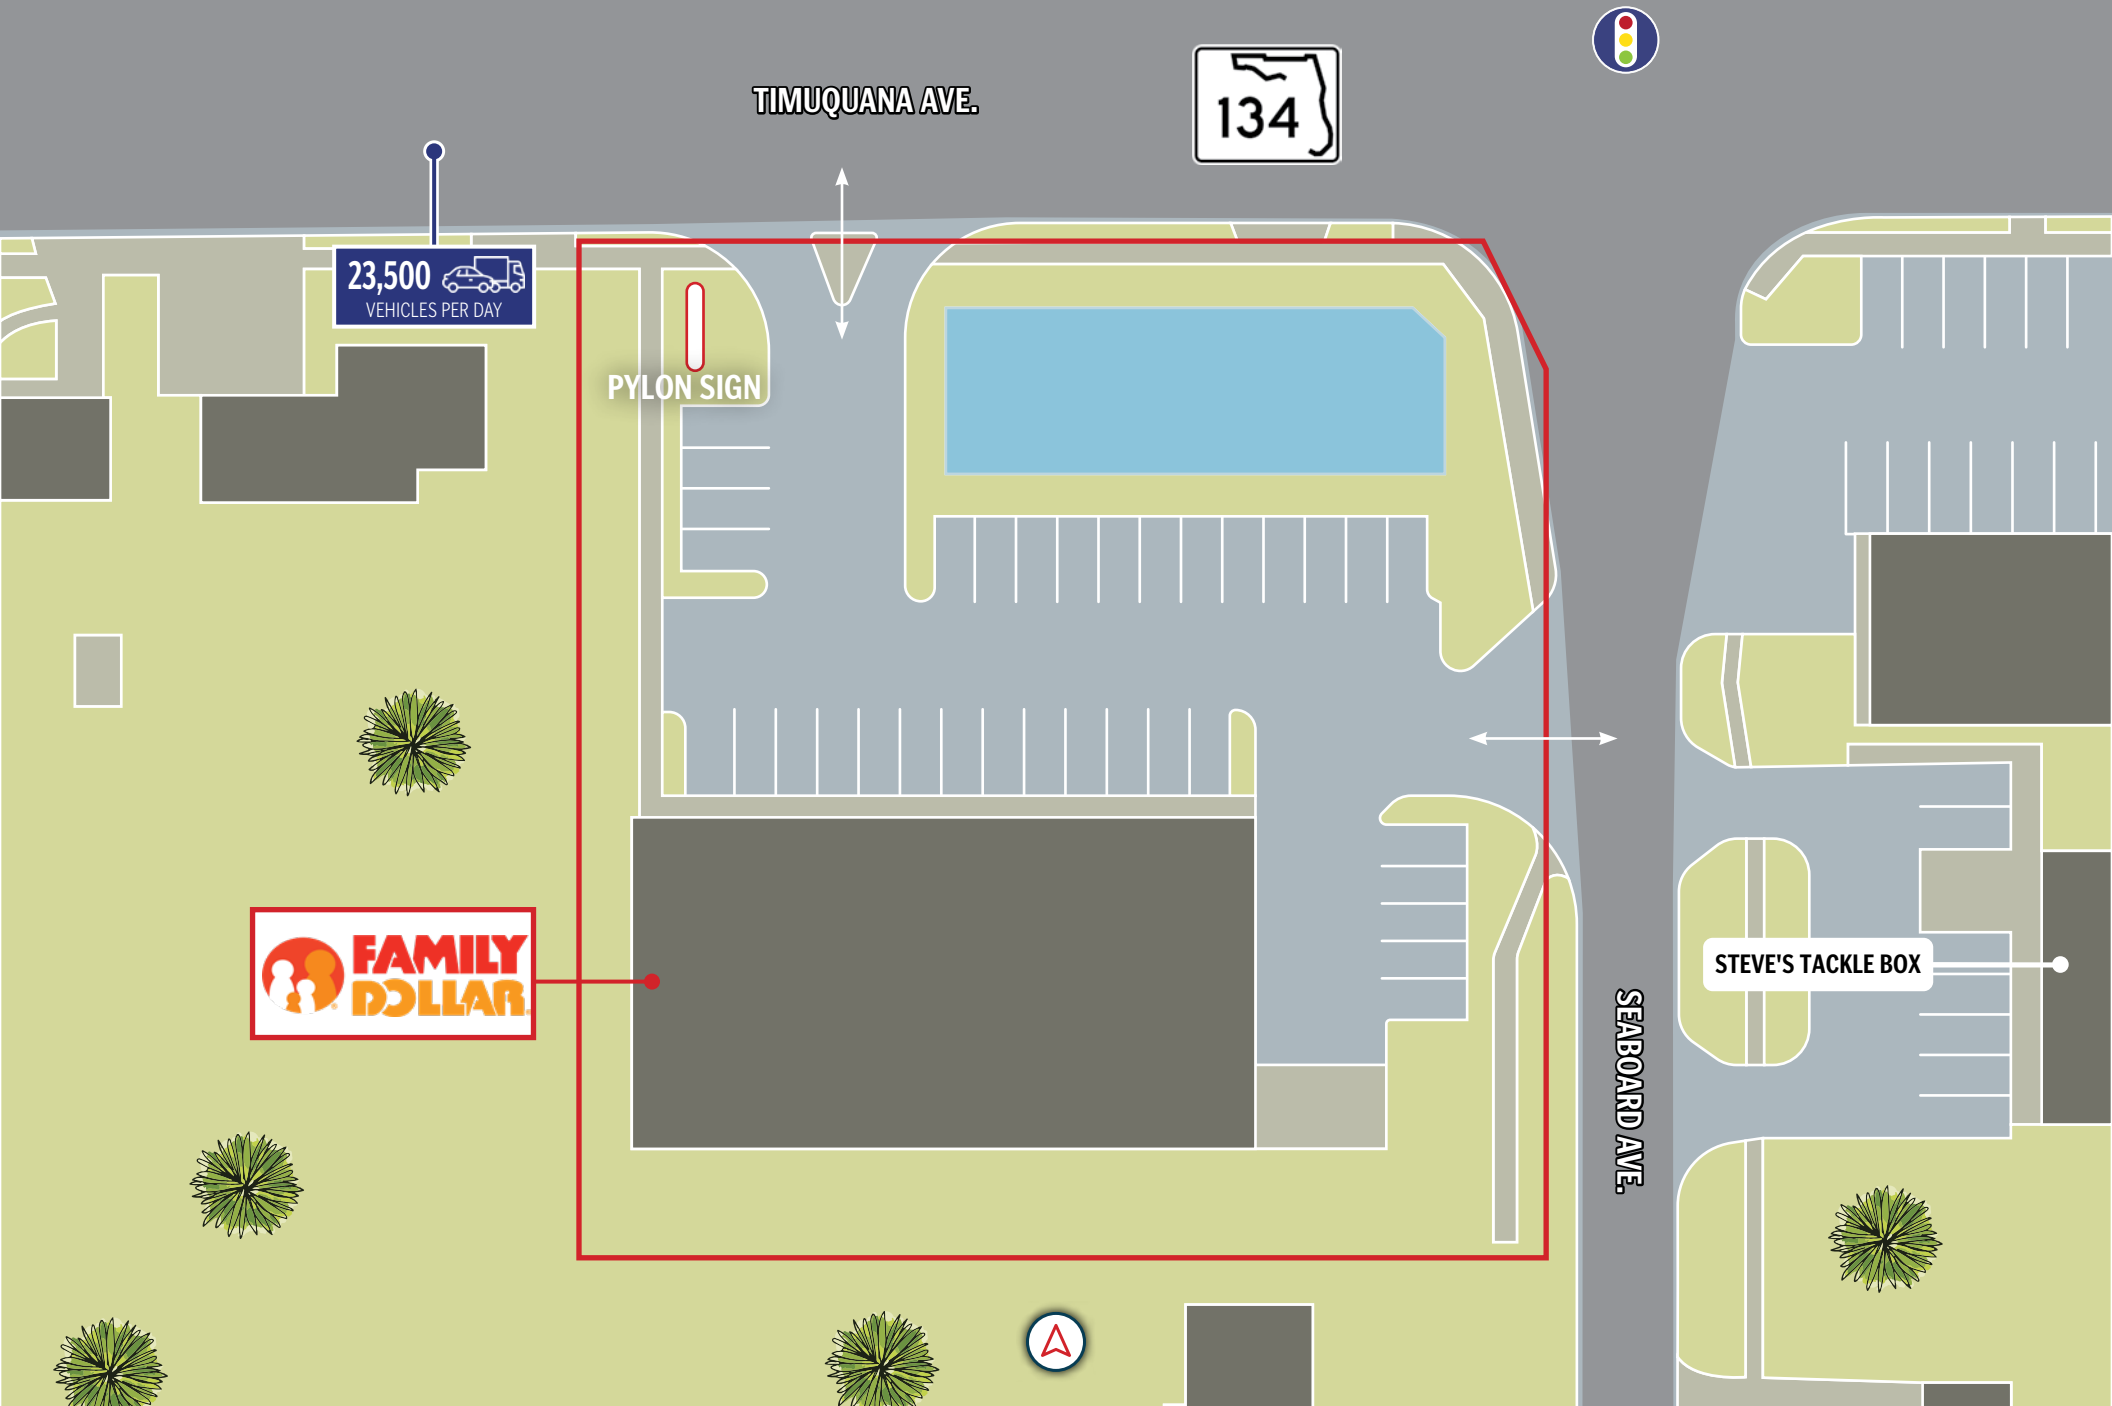 TIMUQUANA AVE.
134
23,500
VEHICLES PER DAY
PYLON SIGN
FAMILY
DOLLAR
STEVE'S TACKLE BOX
SEABOARD AVE.